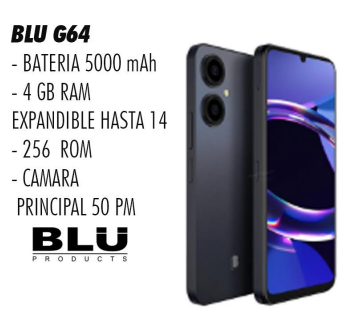 BLU G64
- BATERIA 5000 mAh
- 4 GB RAM
EXPANDIBLE HASTA 14
- 256 ROM
- CAMARA
PRINCIPAL 50 PM
BLU
PRODUCTS